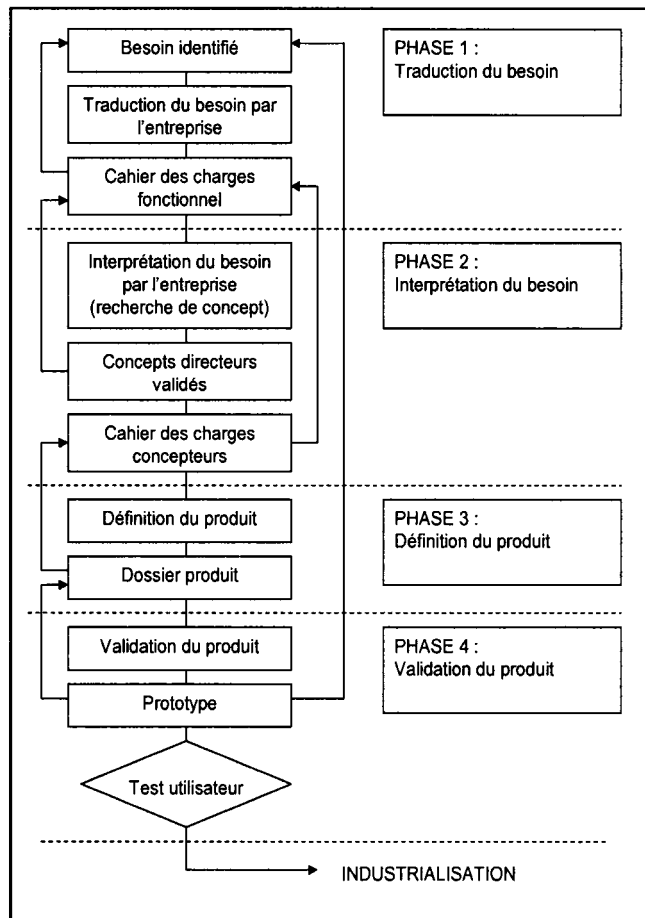 Besoin identifié
PHASE 1 :
Traduction du besoin
Traduction du besoin par
l'entreprise
Cahier des charges
fonctionnel
Interprétation du besoin
par l'entreprise
(recherche de concept)
PHASE 2 :
Interprétation du besoin
Concepts directeurs
validés
Cahier des charges
concepteurs
Définition du produit
PHASE 3 :
Définition du produit
Dossier produit
Validation du produit
PHASE 4 :
Validation du produit
Prototype
Test utilisateur
INDUSTRIALISATION